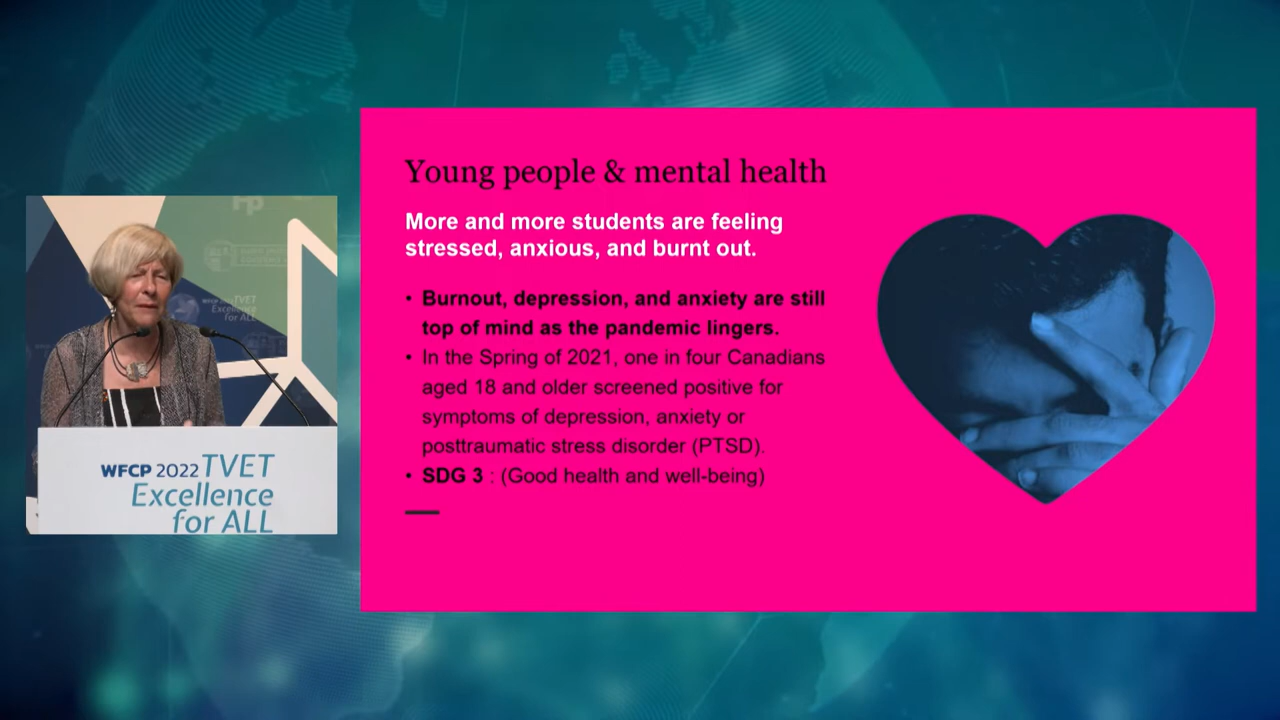 WFCP 2022 TVET
Excellence
for ALL
Young people & mental health
More and more students are feeling
stressed, anxious, and burnt out.
• Burnout, depression, and anxiety are still
top of mind as the pandemic lingers.
• In the Spring of 2021, one in four Canadians
aged 18 and older screened positive for
symptoms of depression, anxiety or
posttraumatic stress disorder (PTSD).
• SDG 3 : (Good health and well-being)